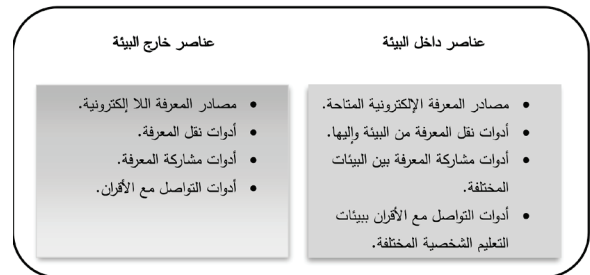 عناصر داخل البيئة
• مصادر المعرفة الإلكترونية المتاحة.
• أدوات نقل المعرفة من البيئة وإليها.
• أدوات مشاركة المعرفة بين البيئات
المختلفة.
• أدوات التواصل مع الأقران ببيئات
التعليم الشخصية المختلفة.
عناصر خارج البيئة
• مصادر المعرفة اللا إلكترونية.
• أدوات نقل المعرفة.
• أدوات مشاركة المعرفة.
• أدوات التواصل مع الأقران.